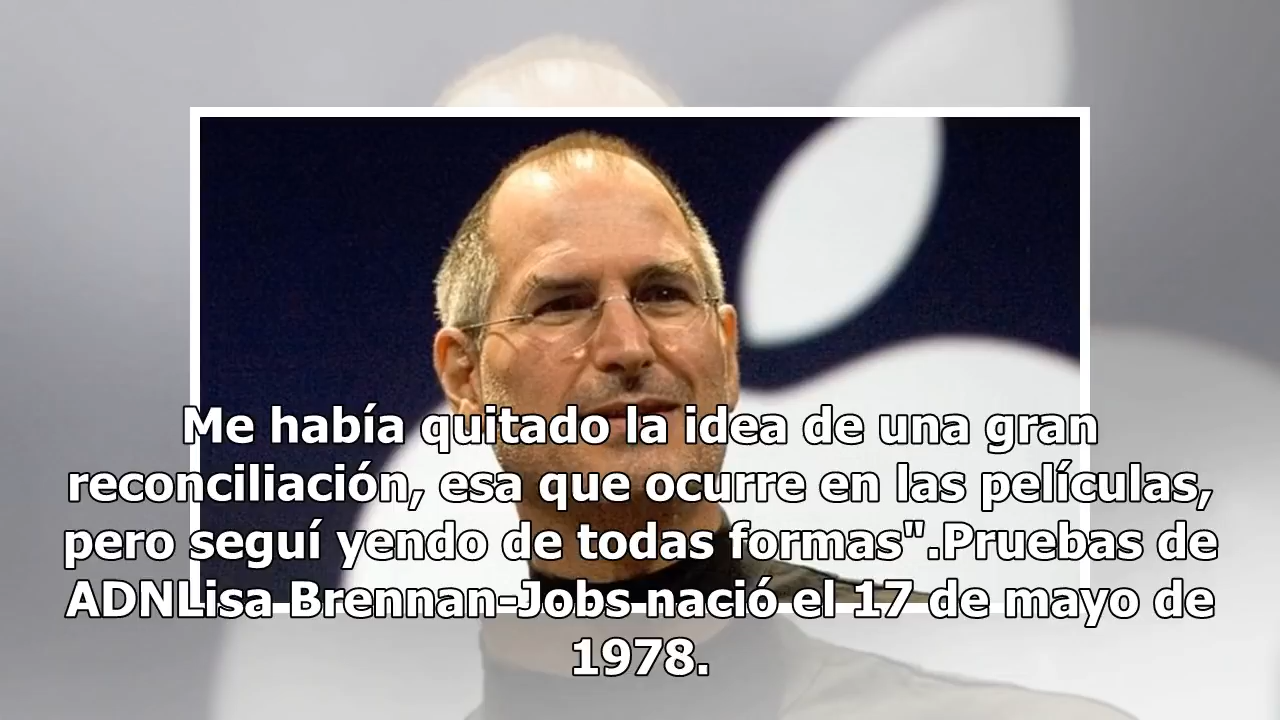 Me había quitado la idea de una gran
reconciliación, esa que ocurre en las películas,
pero seguí yendo de todas formas".Pruebas de
ADNLisa Brennan-Jobs nació el 17 de mayo de
1978.